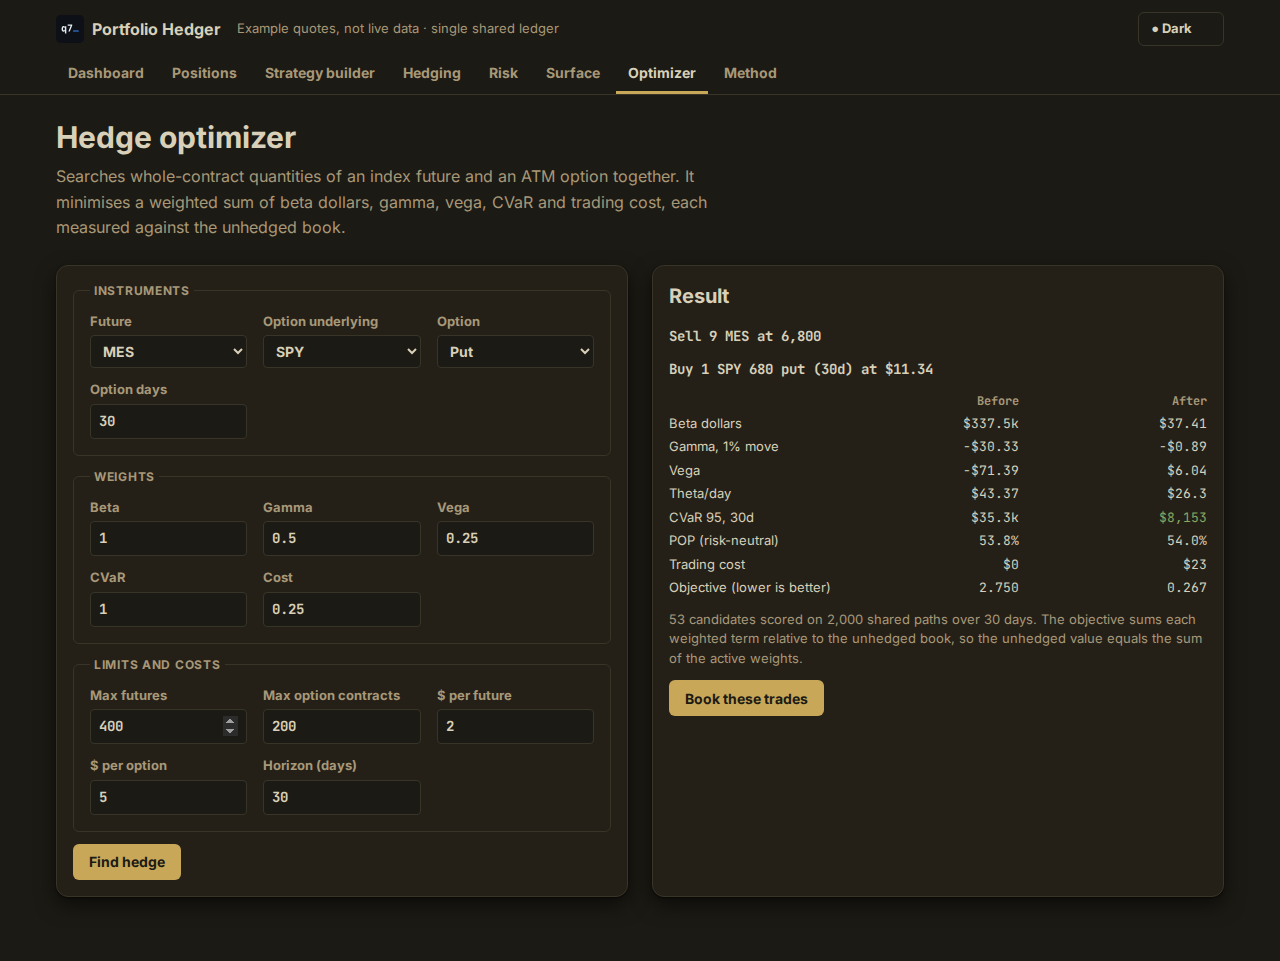 q7_ Portfolio Hedger Example quotes, not live data · single shared ledger ● Dark
Dashboard Positions Strategy builder Hedging Risk Surface Optimizer Method
Hedge optimizer
Searches whole-contract quantities of an index future and an ATM option together. It
minimises a weighted sum of beta dollars, gamma, vega, CVaR and trading cost, each
measured against the unhedged book.
INSTRUMENTS
Future Option underlying Option
MES SPY Put
Option days
30
WEIGHTS
Beta Gamma Vega
1 0.5 0.25
CVaR Cost
1 0.25
LIMITS AND COSTS
Max futures Max option contracts $ per future
400 200 2
$ per option Horizon (days)
5 30
Find hedge
Result
Sell 9 MES at 6,800
Buy 1 SPY 680 put (30d) at $11.34
Before After
Beta dollars $337.5k $37.41
Gamma, 1% move -$30.33 -$0.89
Vega -$71.39 $6.04
Theta/day $43.37 $26.3
CVaR 95, 30d $35.3k $8,153
POP (risk-neutral) 53.8% 54.0%
Trading cost $0 $23
Objective (lower is better) 2.750 0.267
53 candidates scored on 2,000 shared paths over 30 days. The objective sums each
weighted term relative to the unhedged book, so the unhedged value equals the sum
of the active weights.
Book these trades